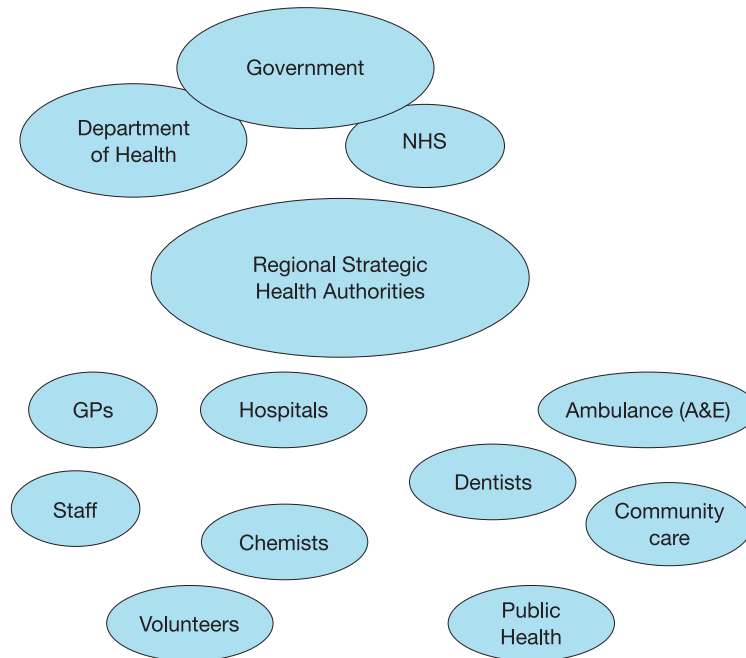 Government
Department
of Health
NHS
Regional Strategic
Health Authorities
GPs
Hospitals
Ambulance (A&E)
Dentists
Staff
Community
care
Chemists
Volunteers
Public
Health